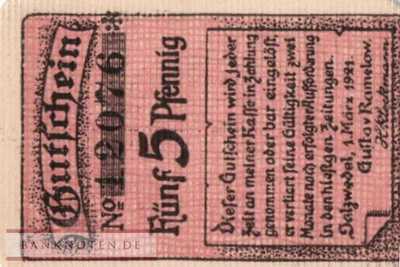 Gutschein
No 12076 *
Fünf 5 Pfennig
Dieser Gutschein wird jeder
Zeit an meiner Kasse in Zahlung
genommen oder bar eingelöst,
er verliert seine Gültigkeit zwei
Monate nach erfolgter Aufforderung
in den hiesigen Zeitungen.
Salzwedel, 1. März 1921.
Gustav Ramelow
BANKNOTEN.DE